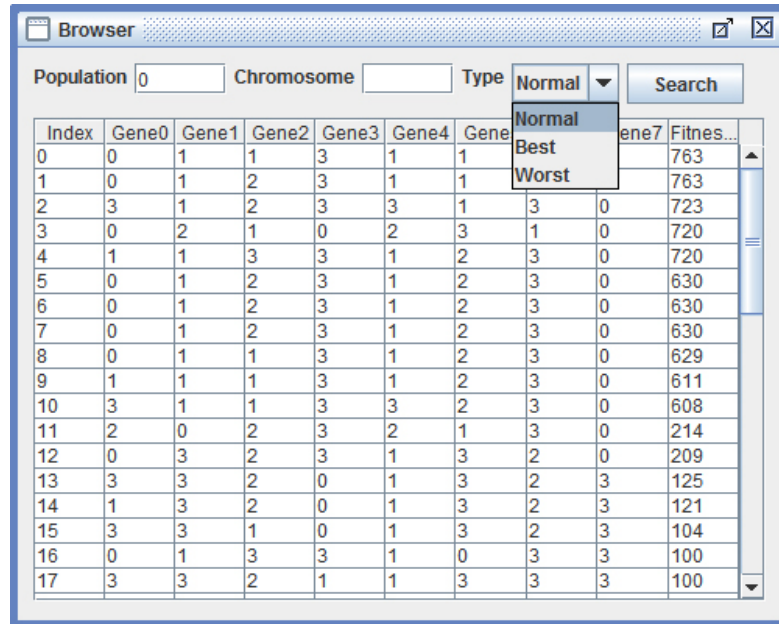 Browser
Population 0 Chromosome Type Normal Search
Normal
Best
Worst
Index Gene0 Gene1 Gene2 Gene3 Gene4 Gene ene7 Fitnes...
0 0 1 1 3 1 1 763
1 0 1 2 3 1 1 763
2 3 1 2 3 3 1 3 0 723
3 0 2 1 0 2 3 1 0 720
4 1 1 3 3 1 2 3 0 720
5 0 1 2 3 1 2 3 0 630
6 0 1 2 3 1 2 3 0 630
7 0 1 2 3 1 2 3 0 630
8 0 1 1 3 1 2 3 0 629
9 1 1 1 3 1 2 3 0 611
10 3 1 1 3 3 2 3 0 608
11 2 0 2 3 2 1 3 0 214
12 0 3 2 3 1 3 2 0 209
13 3 3 2 0 1 3 2 3 125
14 1 3 2 0 1 3 2 3 121
15 3 3 1 0 1 3 2 3 104
16 0 1 3 3 1 0 3 3 100
17 3 3 2 1 1 3 3 3 100